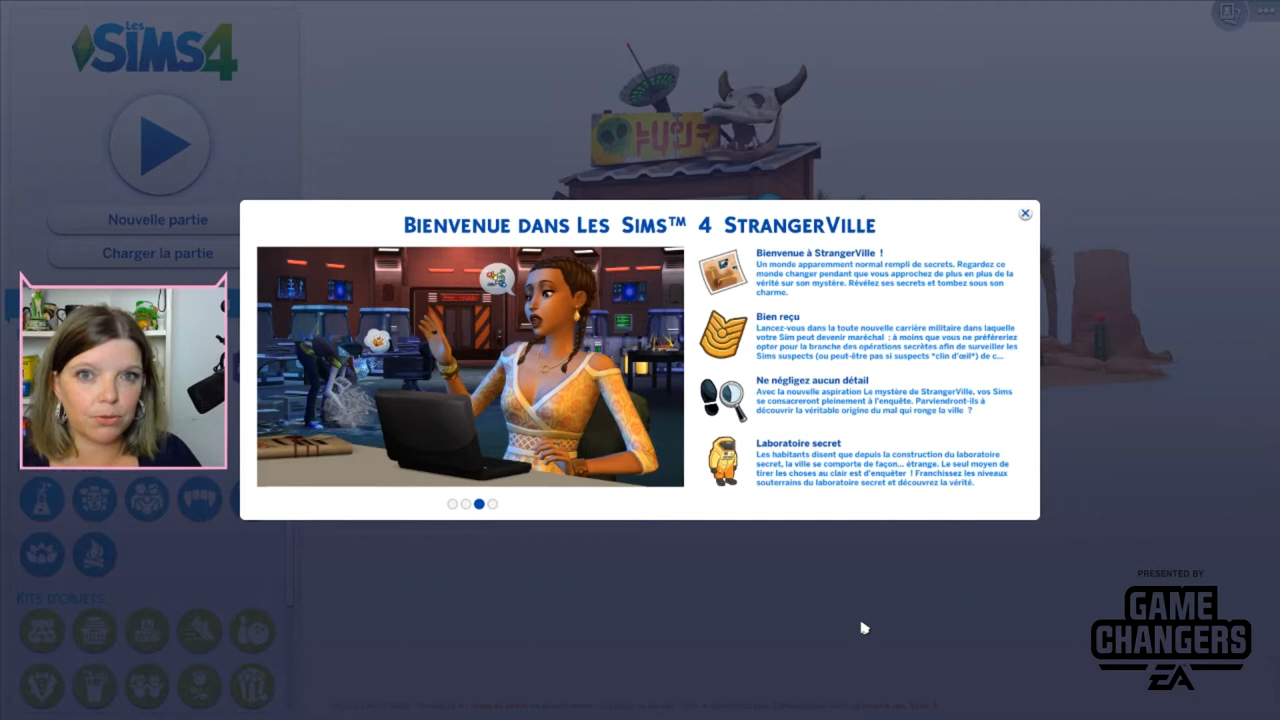 Les
SIMS4
Nouvelle partie
Charger la partie
BIENVENUE DANS LES SIMS™ 4 STRANGERVILLE
Bienvenue à StrangerVille !
Un monde apparemment normal rempli de secrets. Regardez ce
monde changer pendant que vous approchez de plus en plus de la
vérité sur son mystère. Révélez ses secrets et tombez sous son
charme.
Bien reçu
Lancez-vous dans la toute nouvelle carrière militaire dans laquelle
votre Sim peut devenir maréchal ; à moins que vous ne préféreriez
opter pour la branche des opérations secrètes afin de surveiller les
Sims suspects (ou peut-être pas si suspects *clin d'œil*) de c...
Ne négligez aucun détail
Avec la nouvelle aspiration Le mystère de StrangerVille, vos Sims
se consacreront pleinement à l'enquête. Parviendront-ils à
découvrir la véritable origine du mal qui ronge la ville ?
Laboratoire secret
Les habitants disent que depuis la construction du laboratoire
secret, la ville se comporte de façon... étrange. Le seul moyen de
tirer les choses au clair est d'enquêter ! Franchissez les niveaux
souterrains du laboratoire secret et découvrez la vérité.
KITS D'OBJETS
PRESENTED BY
GAME
CHANGERS
EA